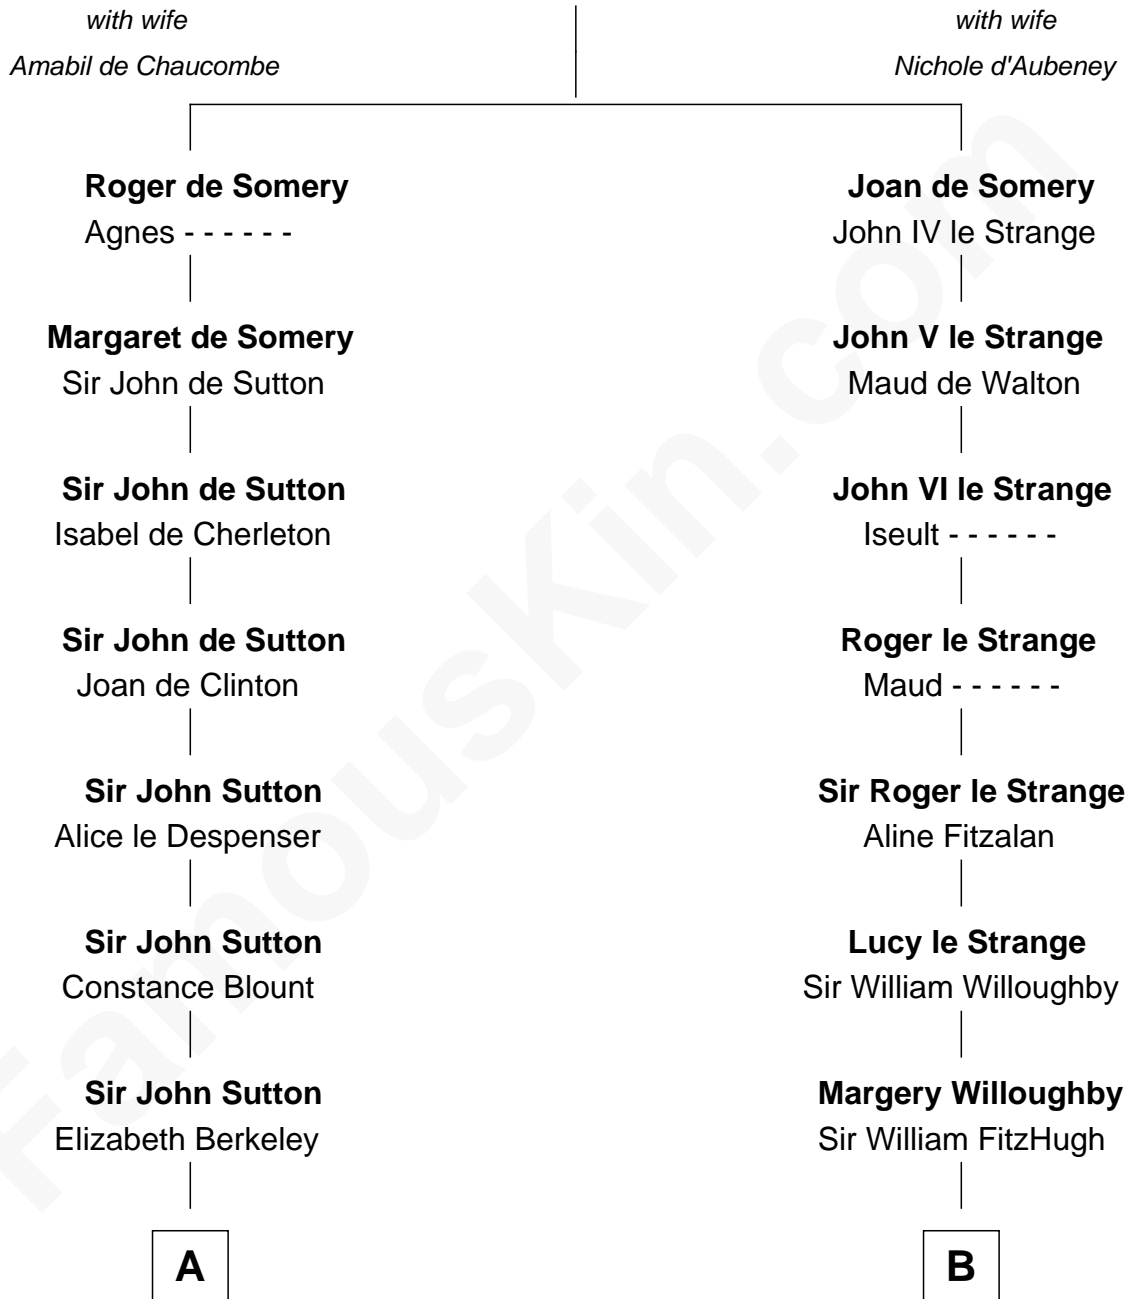 with wife
Amabil de Chaucombe
with wife
Nichole d'Aubeney
Roger de Somery
Agnes - - - - - -
Joan de Somery
John IV le Strange
Margaret de Somery
Sir John de Sutton
John V le Strange
Maud de Walton
Sir John de Sutton
Isabel de Cherleton
John VI le Strange
Iseult - - - - - -
Sir John de Sutton
Joan de Clinton
Roger le Strange
Maud - - - - - -
Sir John Sutton
Alice le Despenser
Sir Roger le Strange
Aline Fitzalan
Sir John Sutton
Constance Blount
Lucy le Strange
Sir William Willoughby
Sir John Sutton
Elizabeth Berkeley
Margery Willoughby
Sir William FitzHugh
A
B
FamousKin.com